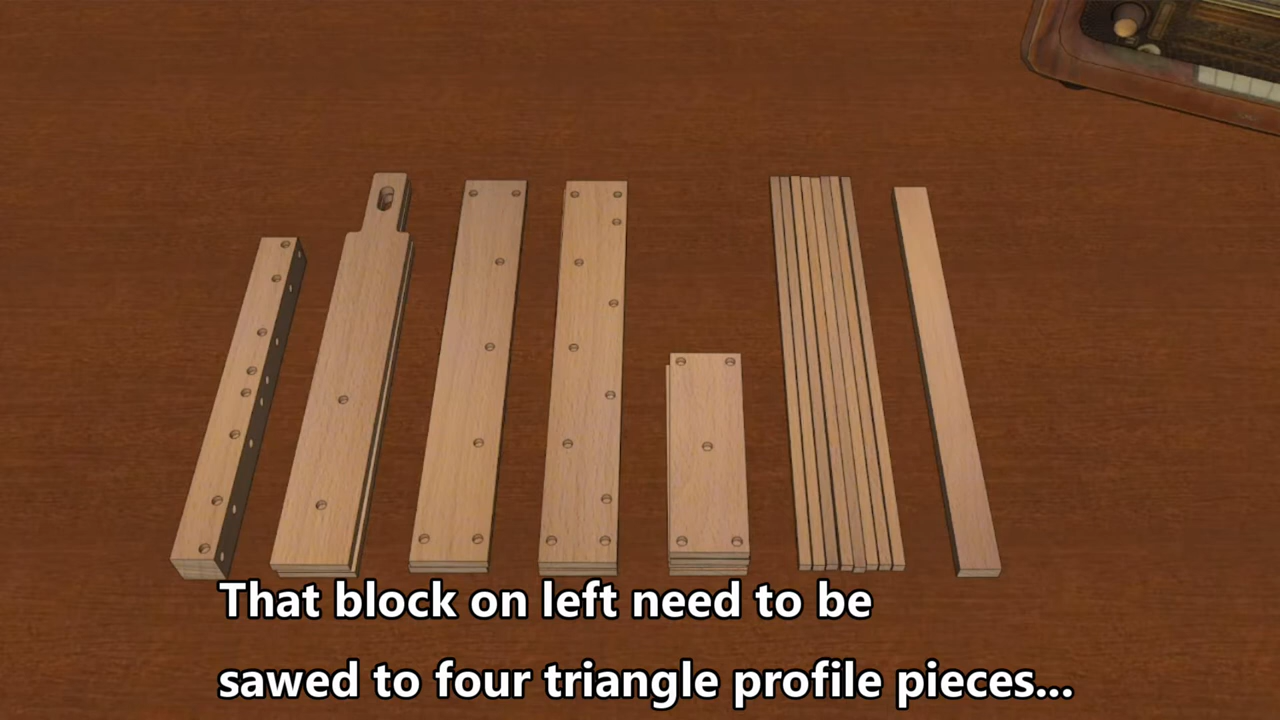 That block on left need to be
sawed to four triangle profile pieces...